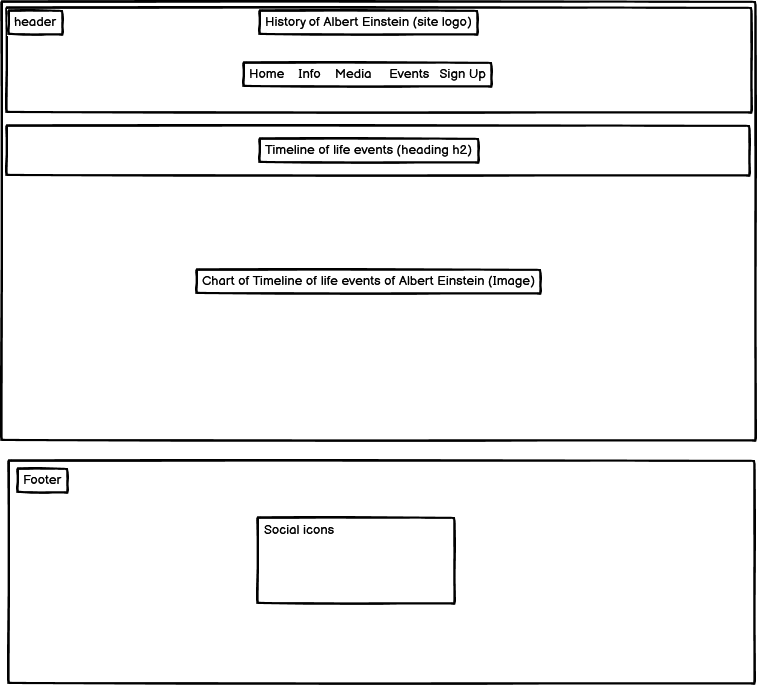 header
History of Albert Einstein (site logo)
Home Info Media Events Sign Up
Timeline of life events (heading h2)
Chart of Timeline of life events of Albert Einstein (Image)
Footer
Social icons